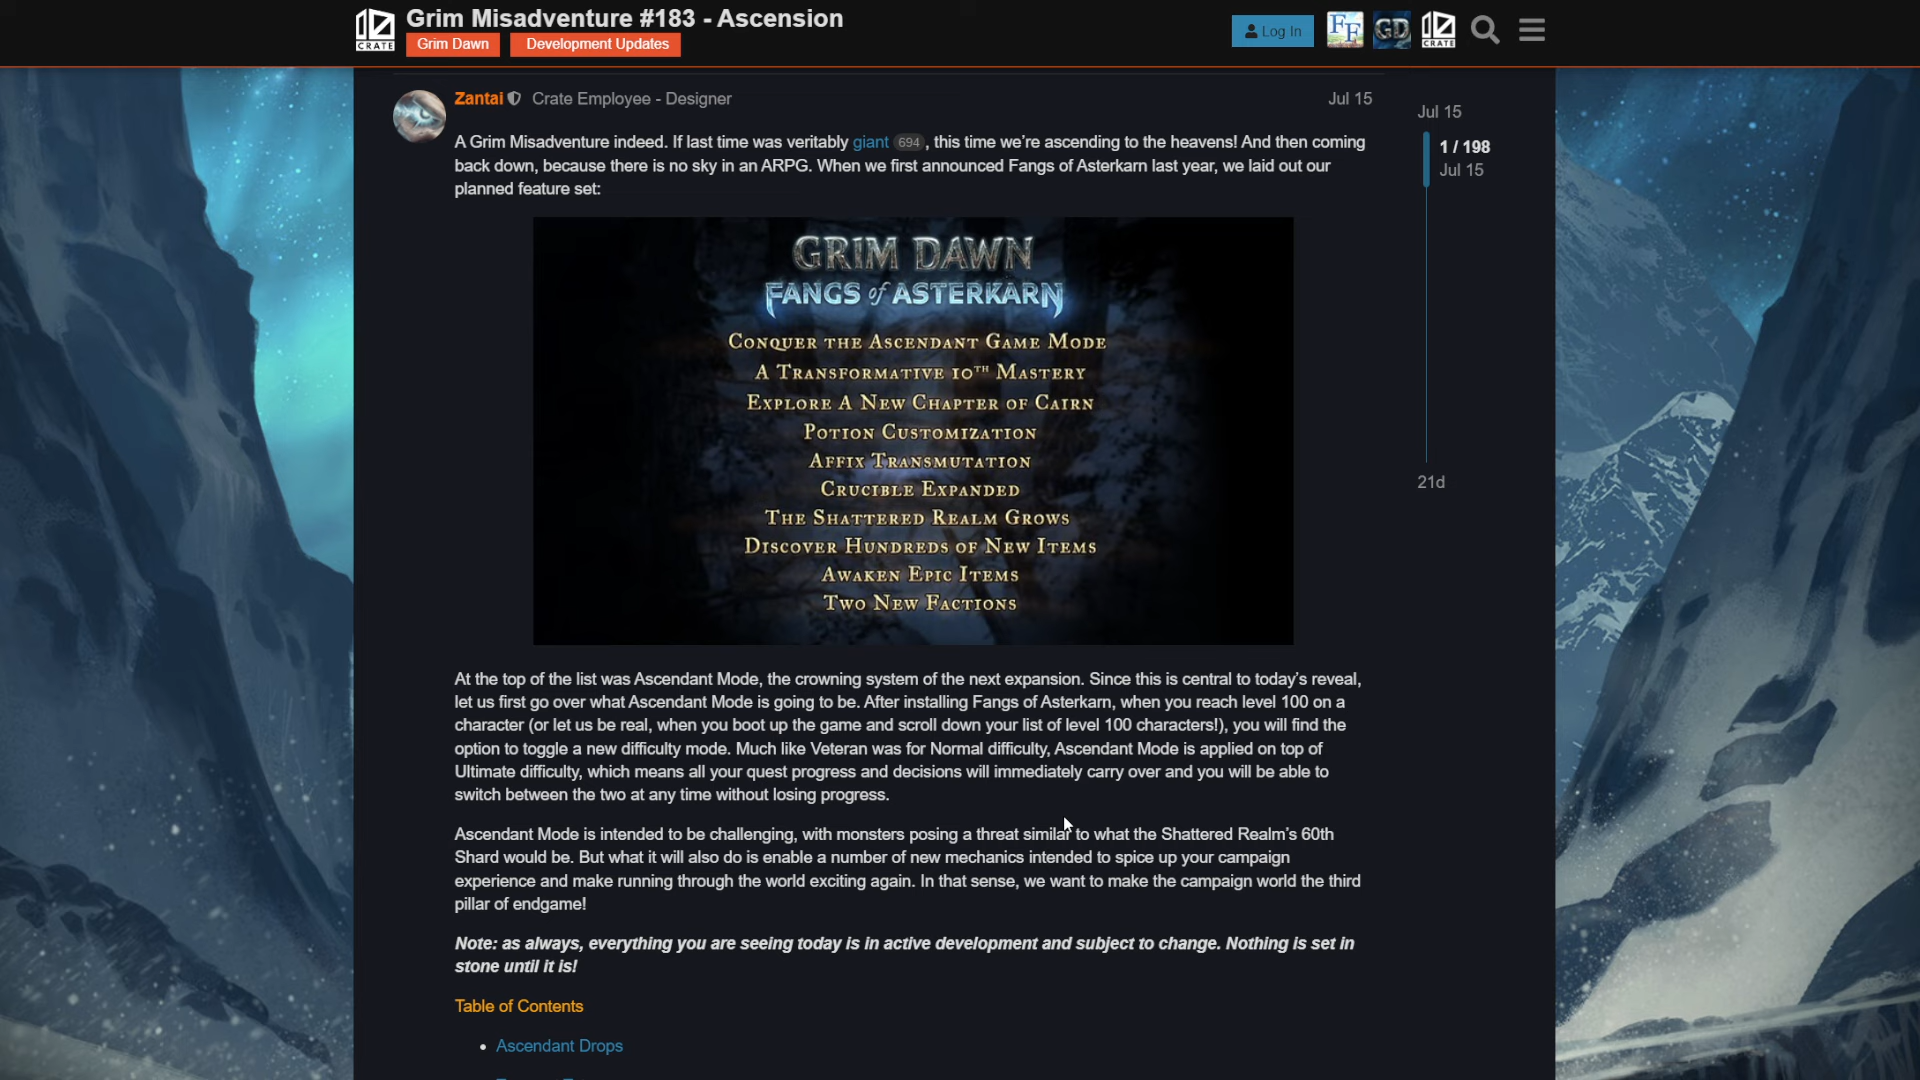 Grim Misadventure #183 - Ascension
Grim Dawn
Development Updates
CRATE
Log In
FF
GD
CRATE
Zantai
Crate Employee - Designer
Jul 15
A Grim Misadventure indeed. If last time was veritably giant 694 , this time we're ascending to the heavens! And then coming
back down, because there is no sky in an ARPG. When we first announced Fangs of Asterkarn last year, we laid out our
planned feature set:
Jul 15
1 / 198
Jul 15
21d
GRIM DAWN
FANGS of ASTERKARN
CONQUER THE ASCENDANT GAME MODE
A TRANSFORMATIVE 10TH MASTERY
EXPLORE A NEW CHAPTER OF CAIRN
POTION CUSTOMIZATION
AFFIX TRANSMUTATION
CRUCIBLE EXPANDED
THE SHATTERED REALM GROWS
DISCOVER HUNDREDS OF NEW ITEMS
AWAKEN EPIC ITEMS
TWO NEW FACTIONS
At the top of the list was Ascendant Mode, the crowning system of the next expansion. Since this is central to today's reveal,
let us first go over what Ascendant Mode is going to be. After installing Fangs of Asterkarn, when you reach level 100 on a
character (or let us be real, when you boot up the game and scroll down your list of level 100 characters!), you will find the
option to toggle a new difficulty mode. Much like Veteran was for Normal difficulty, Ascendant Mode is applied on top of
Ultimate difficulty, which means all your quest progress and decisions will immediately carry over and you will be able to
switch between the two at any time without losing progress.
Ascendant Mode is intended to be challenging, with monsters posing a threat similar to what the Shattered Realm's 60th
Shard would be. But what it will also do is enable a number of new mechanics intended to spice up your campaign
experience and make running through the world exciting again. In that sense, we want to make the campaign world the third
pillar of endgame!
Note: as always, everything you are seeing today is in active development and subject to change. Nothing is set in
stone until it is!
Table of Contents
Ascendant Drops